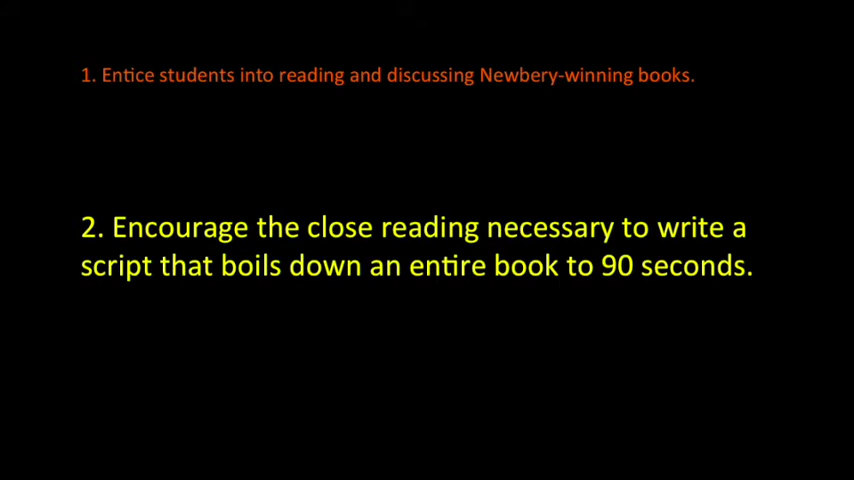 1. Entice students into reading and discussing Newbery-winning books.
2. Encourage the close reading necessary to write a
script that boils down an entire book to 90 seconds.